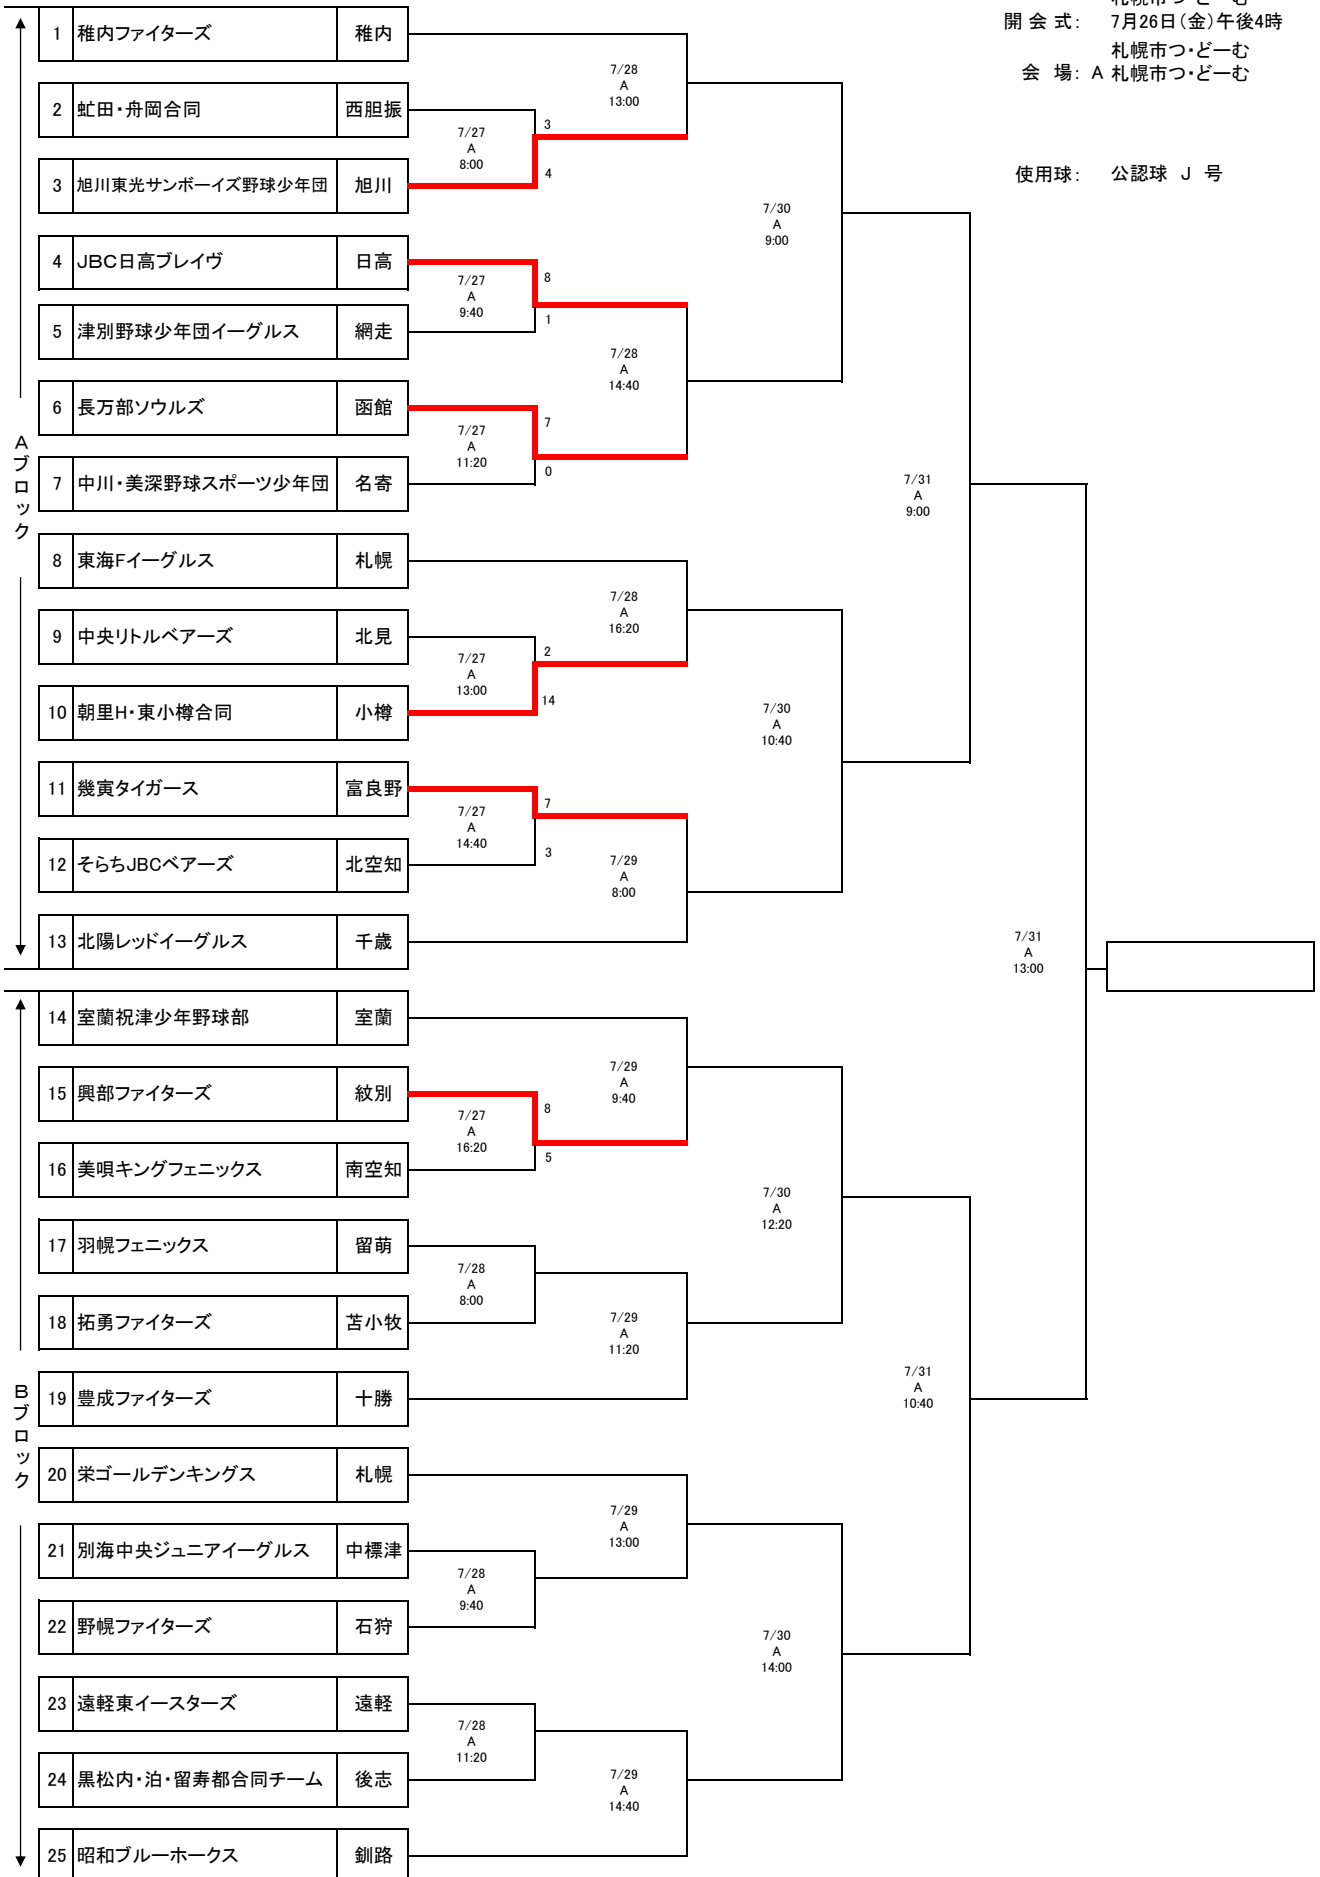 開会式: 7月26日(金)午後4時
札幌市つ・どーむ
会 場: A 札幌市つ・どーむ
使用球: 公認球 J 号
Aブロック
1 稚内ファイターズ 稚内
7/28
A
13:00
2 虻田・舟岡合同 西胆振
3
7/27
A
8:00
3 旭川東光サンボーイズ野球少年団 旭川
4
7/30
A
9:00
4 JBC日高ブレイヴ 日高
8
7/27
A
9:40
5 津別野球少年団イーグルス 網走
1
7/28
A
14:40
6 長万部ソウルズ 函館
7
7/27
A
11:20
7 中川・美深野球スポーツ少年団 名寄
0
7/31
A
9:00
8 東海Fイーグルス 札幌
7/28
A
16:20
9 中央リトルベアーズ 北見
2
7/27
A
13:00
10 朝里H・東小樽合同 小樽
14
7/30
A
10:40
11 幾寅タイガース 富良野
7
7/27
A
14:40
12 そらちJBCベアーズ 北空知
3
7/29
A
8:00
13 北陽レッドイーグルス 千歳
7/31
A
13:00
Bブロック
14 室蘭祝津少年野球部 室蘭
7/29
A
9:40
15 興部ファイターズ 紋別
8
7/27
A
16:20
16 美唄キングフェニックス 南空知
5
7/30
A
12:20
17 羽幌フェニックス 留萌
7/28
A
8:00
18 拓勇ファイターズ 苫小牧
7/29
A
11:20
19 豊成ファイターズ 十勝
7/31
A
10:40
20 栄ゴールデンキングス 札幌
7/29
A
13:00
21 別海中央ジュニアイーグルス 中標津
7/28
A
9:40
22 野幌ファイターズ 石狩
7/30
A
14:00
23 遠軽東イースターズ 遠軽
7/28
A
11:20
24 黒松内・泊・留寿都合同チーム 後志
7/29
A
14:40
25 昭和ブルーホークス 釧路